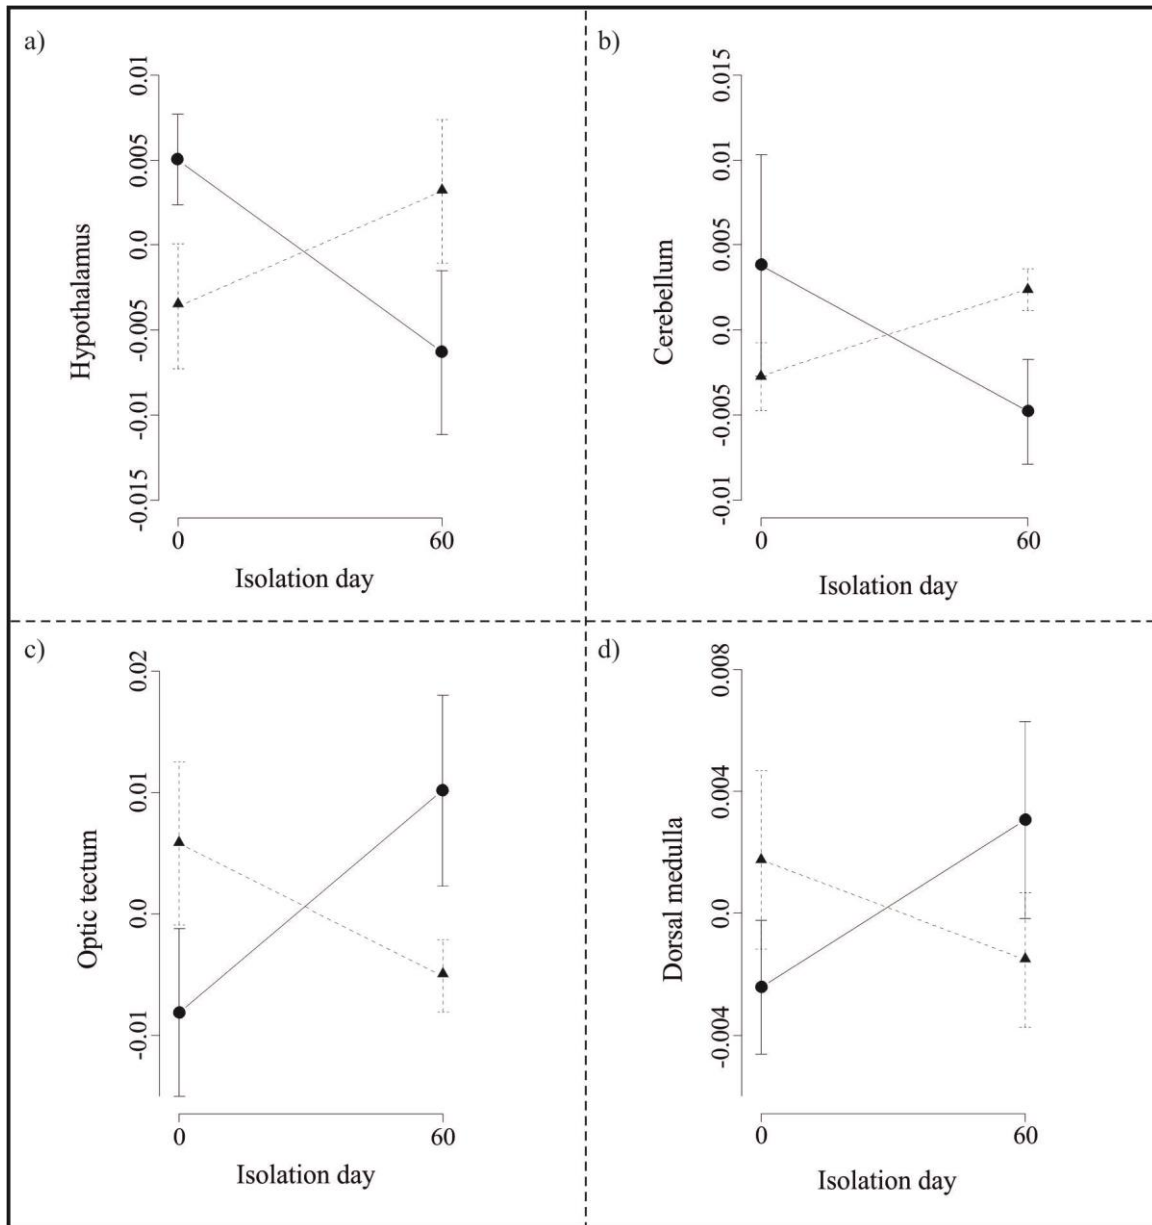 a)
0.01
0.005
0.0
-0.005
-0.01
-0.015
Hypothalamus
0
60
Isolation day
b)
0.015
0.01
0.005
0.0
-0.005
-0.01
Cerebellum
0
60
Isolation day
c)
0.02
0.01
0.0
-0.01
Optic tectum
0
60
Isolation day
d)
0.008
0.004
0.0
-0.004
Dorsal medulla
0
60
Isolation day